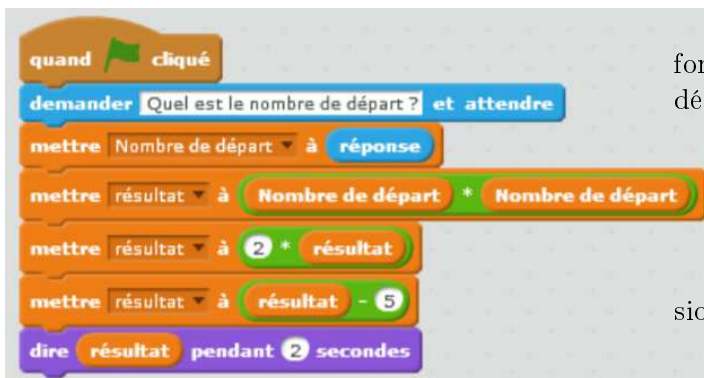 quand cliqué
demander Quel est le nombre de départ ? et attendre
mettre Nombre de départ à réponse
mettre résultat à Nombre de départ * Nombre de départ
mettre résultat à 2 * résultat
mettre résultat à résultat - 5
dire résultat pendant 2 secondes